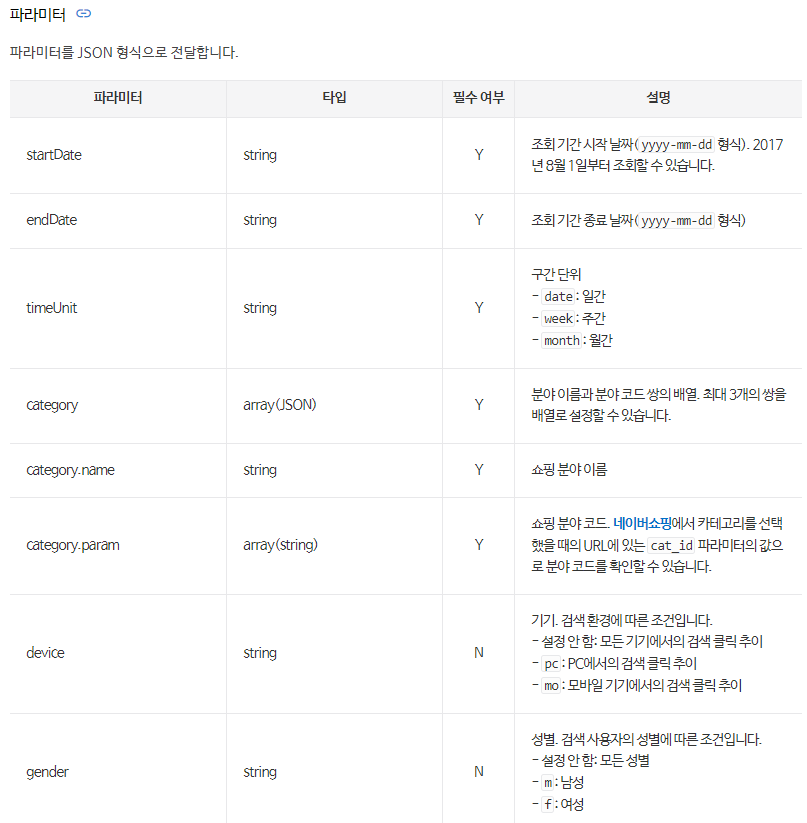 파라미터
파라미터를 JSON 형식으로 전달합니다.
파라미터 타입 필수 여부 설명
startDate string Y 조회 기간 시작 날짜(yyyy-mm-dd 형식). 2017
년 8월 1일부터 조회할 수 있습니다.
endDate string Y 조회 기간 종료 날짜(yyyy-mm-dd 형식)
timeUnit string Y 구간 단위
- date: 일간
- week: 주간
- month: 월간
category array(JSON) Y 분야 이름과 분야 코드 쌍의 배열. 최대 3개의 쌍을
배열로 설정할 수 있습니다.
category.name string Y 쇼핑 분야 이름
category.param array(string) Y 쇼핑 분야 코드. 네이버쇼핑에서 카테고리를 선택
했을 때의 URL에 있는 cat_id 파라미터의 값으
로 분야 코드를 확인할 수 있습니다.
device string N 기기. 검색 환경에 따른 조건입니다.
- 설정 안 함: 모든 기기에서의 검색 클릭 추이
- pc: PC에서의 검색 클릭 추이
- mo: 모바일 기기에서의 검색 클릭 추이
gender string N 성별. 검색 사용자의 성별에 따른 조건입니다.
- 설정 안 함: 모든 성별
- m: 남성
- f: 여성